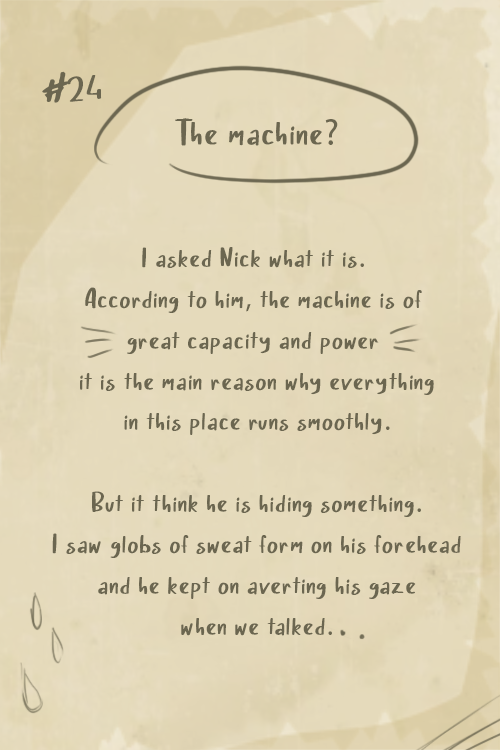 #24
The machine?
I asked Nick what it is.
According to him, the machine is of
great capacity and power
it is the main reason why everything
in this place runs smoothly.
But it think he is hiding something.
I saw globs of sweat form on his forehead
and he kept on averting his gaze
when we talked...